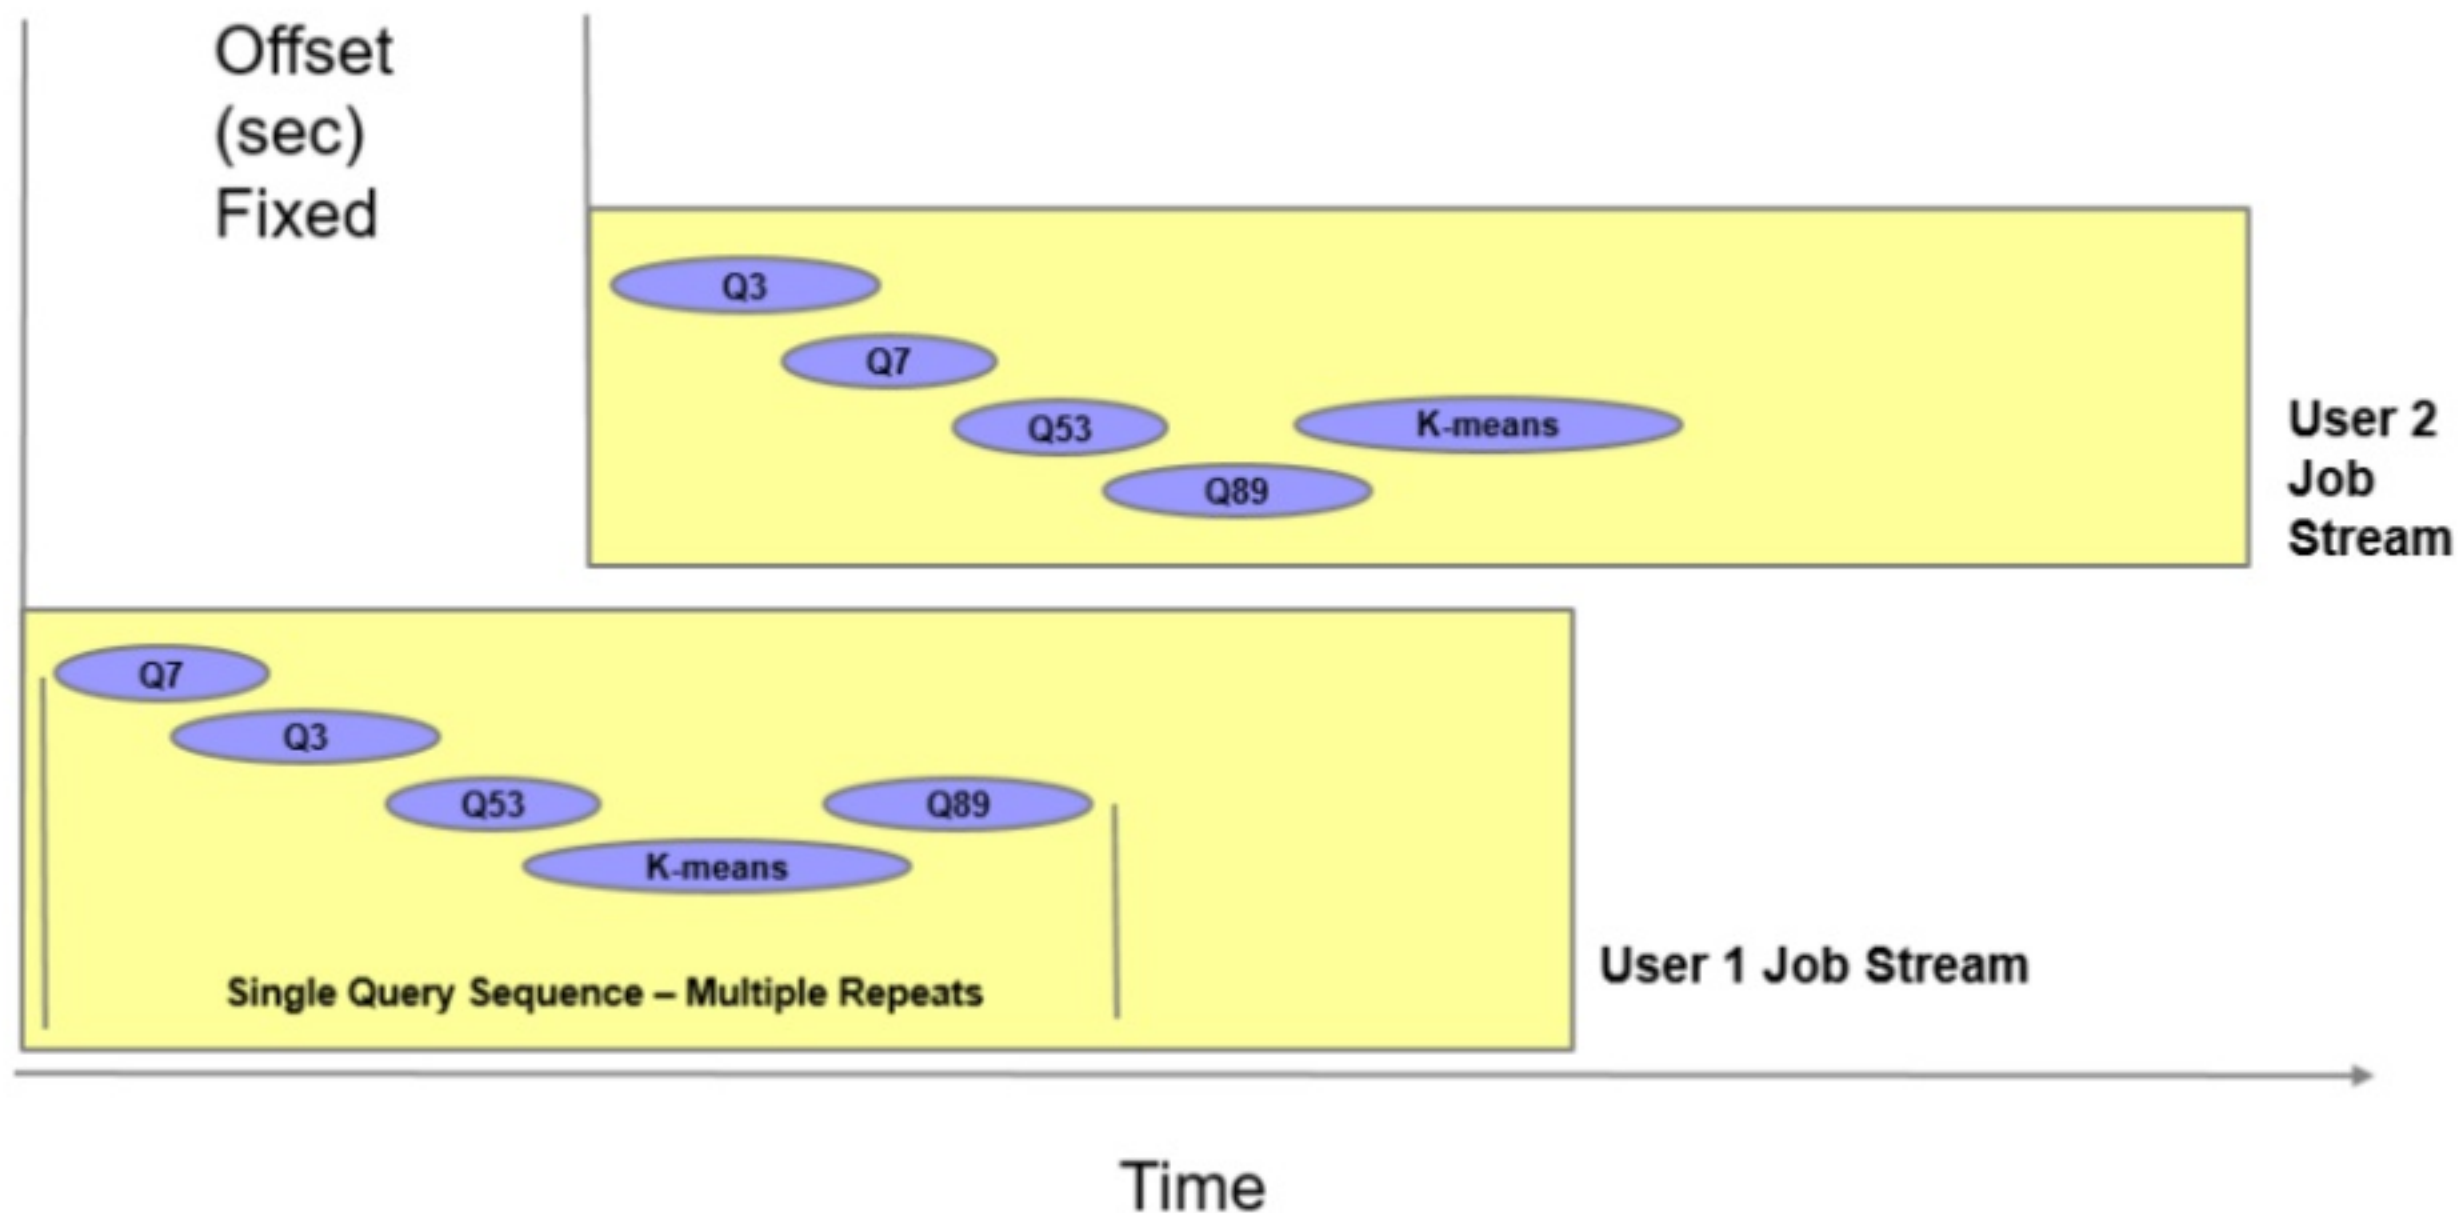 Offset
(sec)
Fixed
Q3
Q7
Q53
K-means
Q89
User 2
Job
Stream
Q7
Q3
Q53
Q89
K-means
Single Query Sequence – Multiple Repeats
User 1 Job Stream
Time